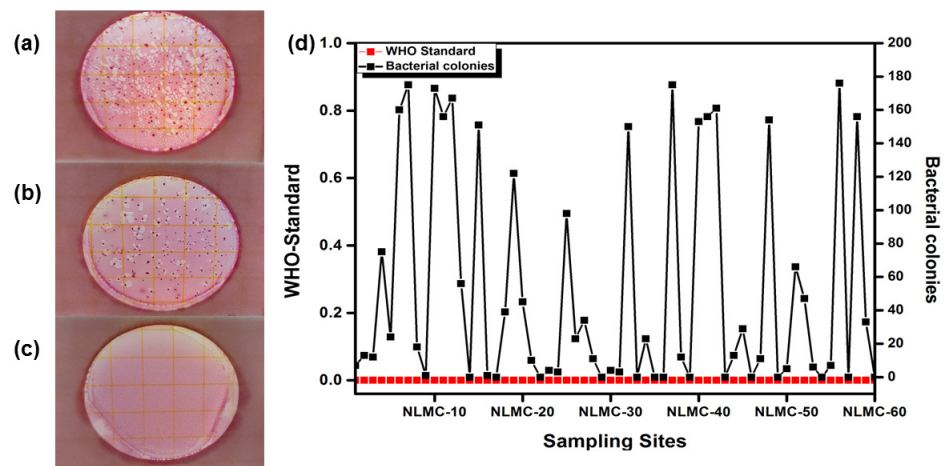 (a)
(b)
(c)
(d)
WHO Standard
Bacterial colonies
1.0
0.8
0.6
0.4
0.2
0.0
WHO-Standard
200
180
160
140
120
100
80
60
40
20
0
Bacterial colonies
NLMC-10 NLMC-20 NLMC-30 NLMC-40 NLMC-50 NLMC-60
Sampling Sites